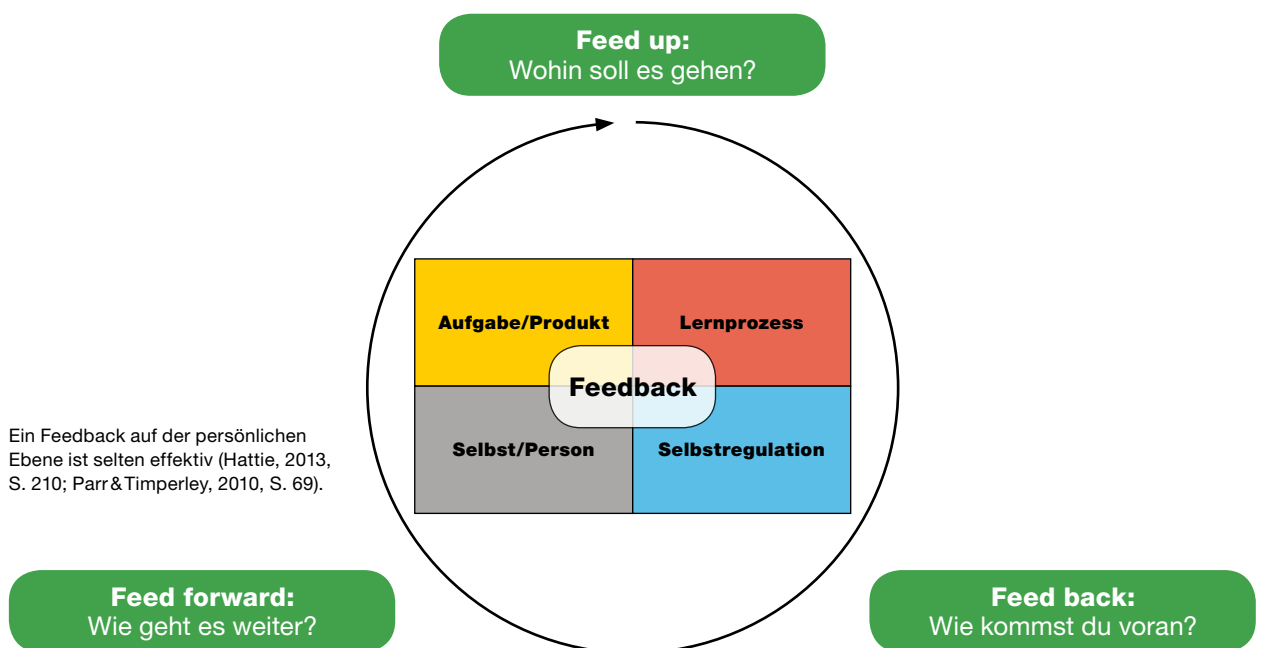 Feed up:
Wohin soll es gehen?
Aufgabe/Produkt
Lernprozess
Feedback
Selbst/Person
Selbstregulation
Ein Feedback auf der persönlichen
Ebene ist selten effektiv (Hattie, 2013,
S. 210; Parr & Timperley, 2010, S. 69).
Feed forward:
Wie geht es weiter?
Feed back:
Wie kommst du voran?